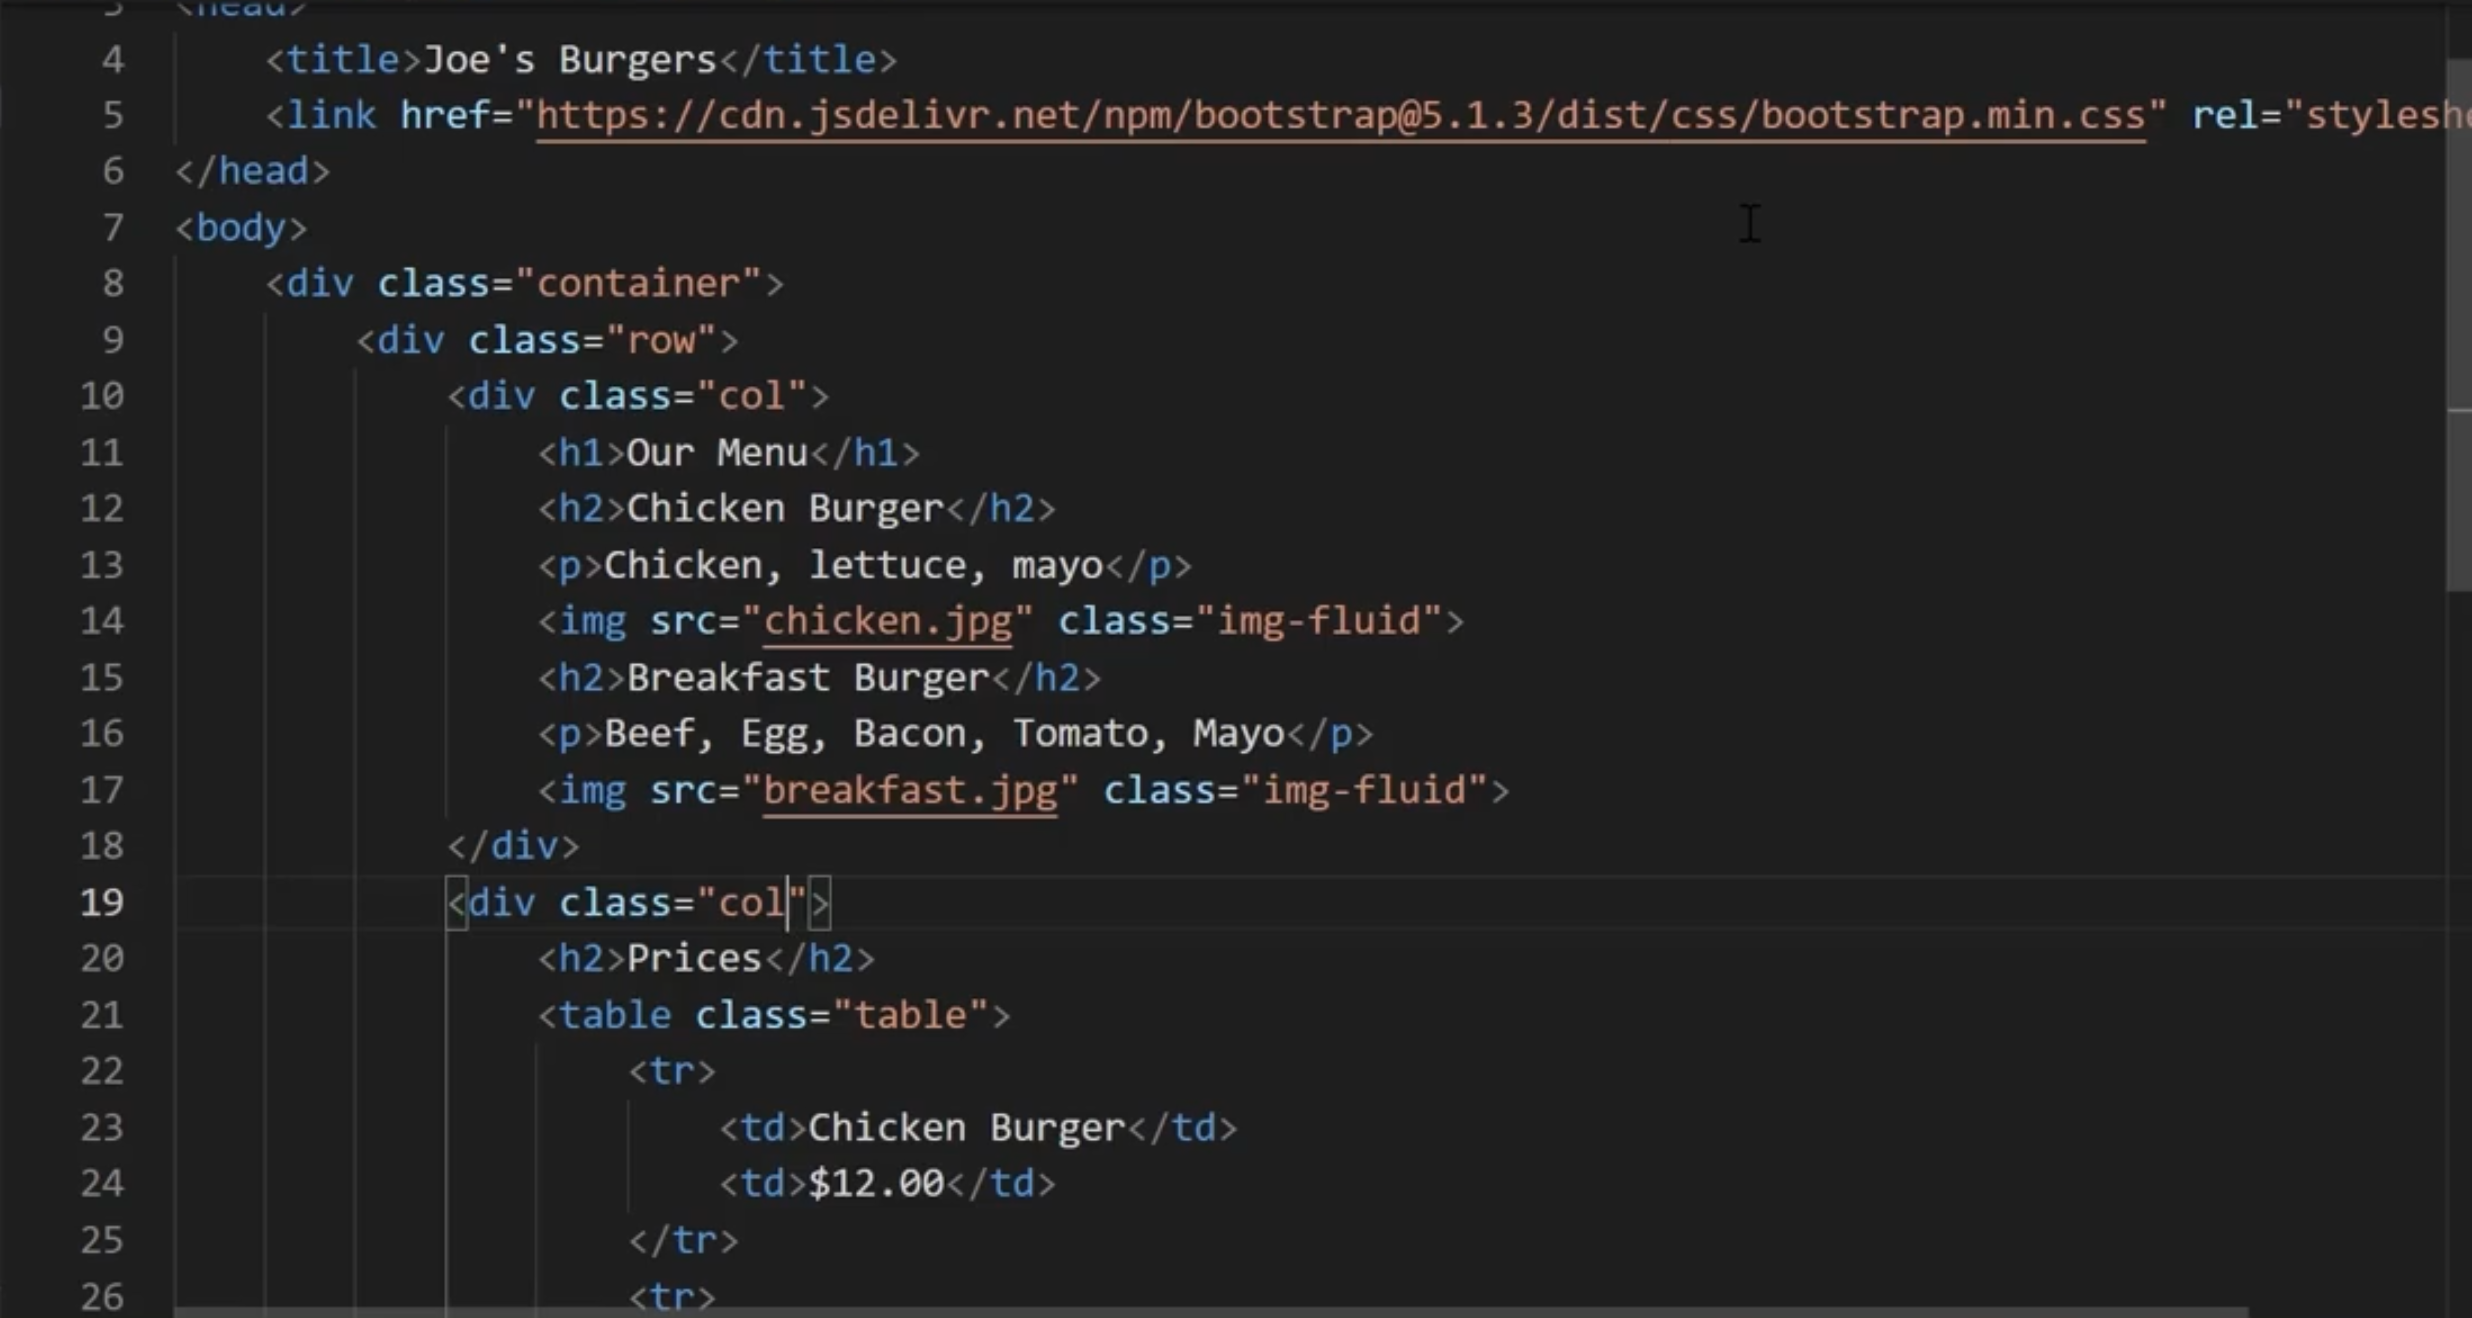 3 <head>
4 <title>Joe's Burgers</title>
5 <link href="https://cdn.jsdelivr.net/npm/bootstrap@5.1.3/dist/css/bootstrap.min.css" rel="stylesh
6 </head>
7 <body>
8 <div class="container">
9 <div class="row">
10 <div class="col">
11 <h1>Our Menu</h1>
12 <h2>Chicken Burger</h2>
13 <p>Chicken, lettuce, mayo</p>
14 <img src="chicken.jpg" class="img-fluid">
15 <h2>Breakfast Burger</h2>
16 <p>Beef, Egg, Bacon, Tomato, Mayo</p>
17 <img src="breakfast.jpg" class="img-fluid">
18 </div>
19 <div class="col">
20 <h2>Prices</h2>
21 <table class="table">
22 <tr>
23 <td>Chicken Burger</td>
24 <td>$12.00</td>
25 </tr>
26 <tr>